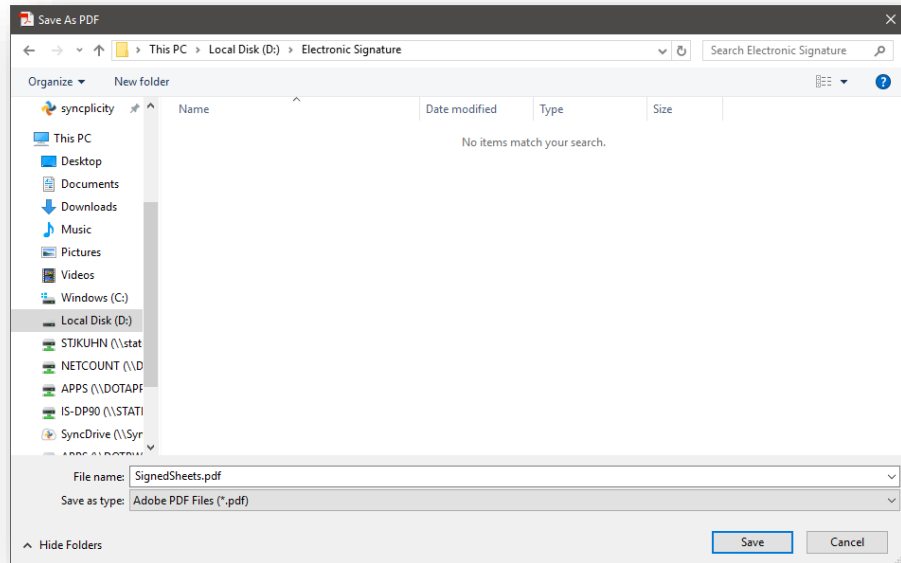 Save As PDF
This PC > Local Disk (D:) > Electronic Signature
Search Electronic Signature
Organize
New folder
Name
Date modified
Type
Size
No items match your search.
syncplicity
This PC
Desktop
Documents
Downloads
Music
Pictures
Videos
Windows (C:)
Local Disk (D:)
STJKUHN (\\stat
NETCOUNT (\\D
APPS (\\DOTAPF
IS-DP90 (\\STATI
SyncDrive (\\Syr
File name: SignedSheets.pdf
Save as type: Adobe PDF Files (*.pdf)
Hide Folders
Save
Cancel